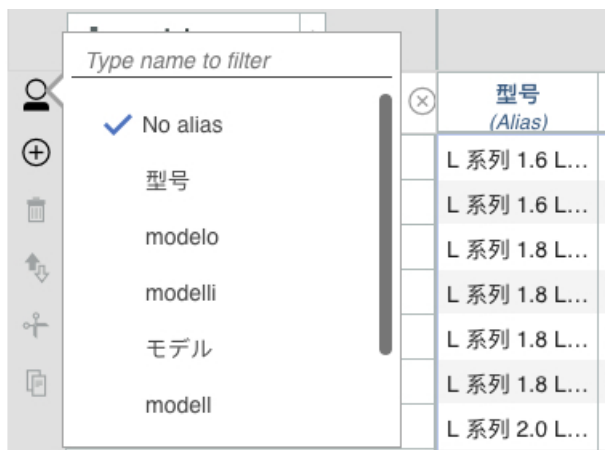 Type name to filter
No alias
型号
modelo
modelli
モデル
modell
型号
(Alias)
L 系列 1.6 L...
L 系列 1.6 L...
L 系列 1.8 L...
L 系列 1.8 L...
L 系列 1.8 L...
L 系列 1.8 L...
L 系列 2.0 L...